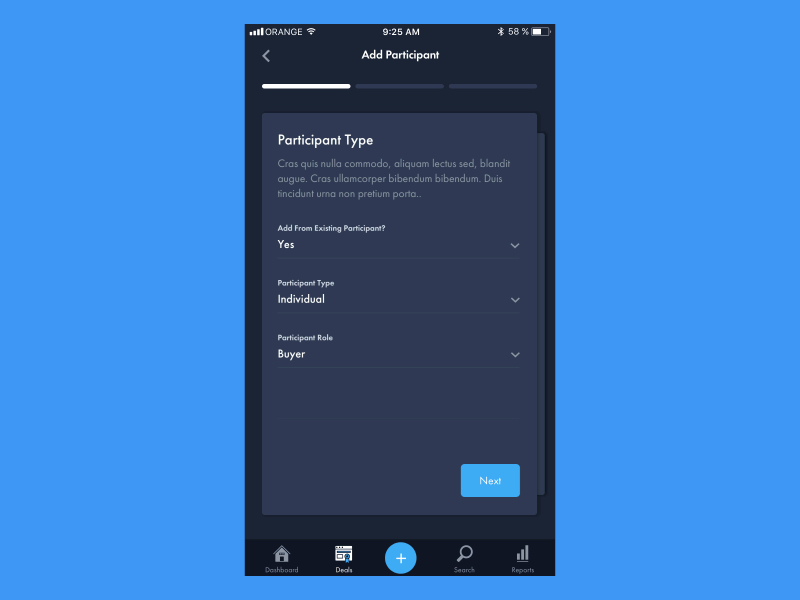 ORANGE 9:25 AM 58 %
Add Participant
Participant Type
Cras quis nulla commodo, aliquam lectus sed, blandit
augue. Cras ullamcorper bibendum bibendum. Duis
tincidunt urna non pretium porta..
Add From Existing Participant?
Yes
Participant Type
Individual
Participant Role
Buyer
Next
Dashboard Deals Search Reports